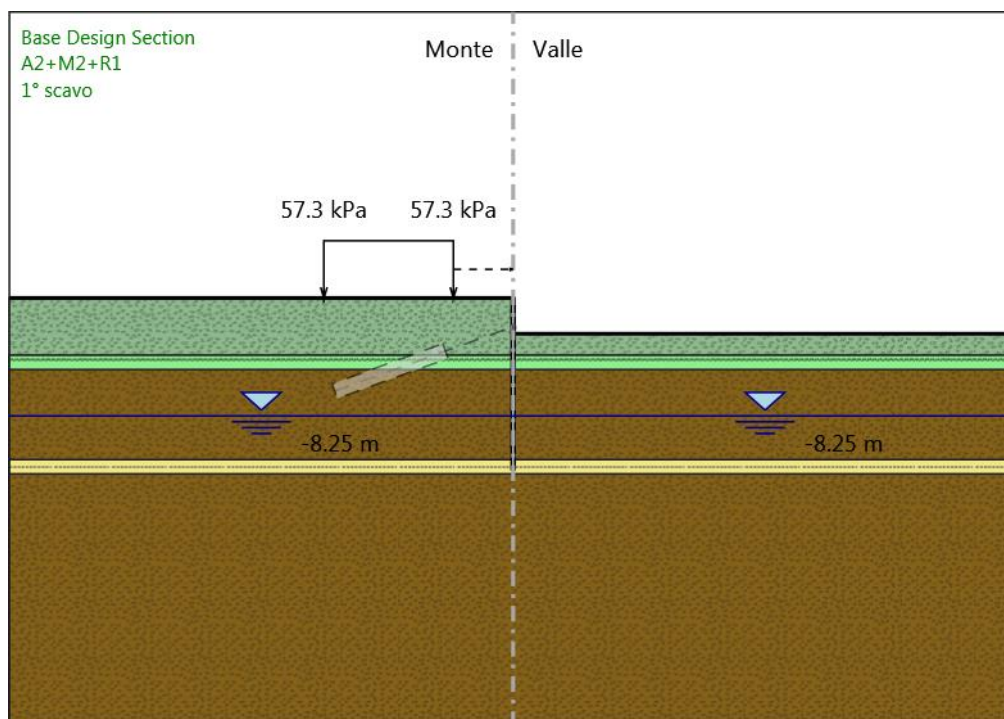 Base Design Section
A2+M2+R1
1° scavo
Monte
Valle
57.3 kPa
57.3 kPa
-8.25 m
-8.25 m